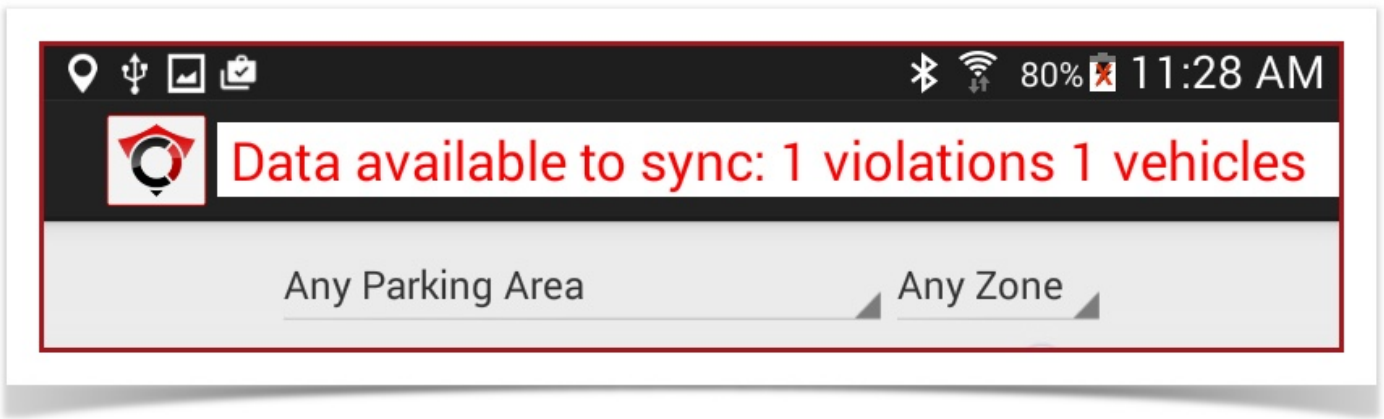 80% 11:28 AM
Data available to sync: 1 violations 1 vehicles
Any Parking Area Any Zone